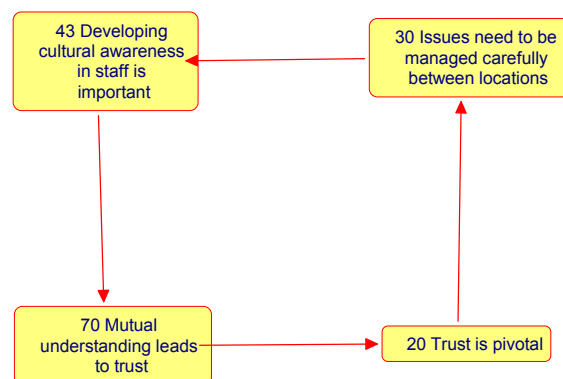 43 Developing
cultural awareness
in staff is
important
30 Issues need to be
managed carefully
between locations
70 Mutual
understanding leads
to trust
20 Trust is pivotal